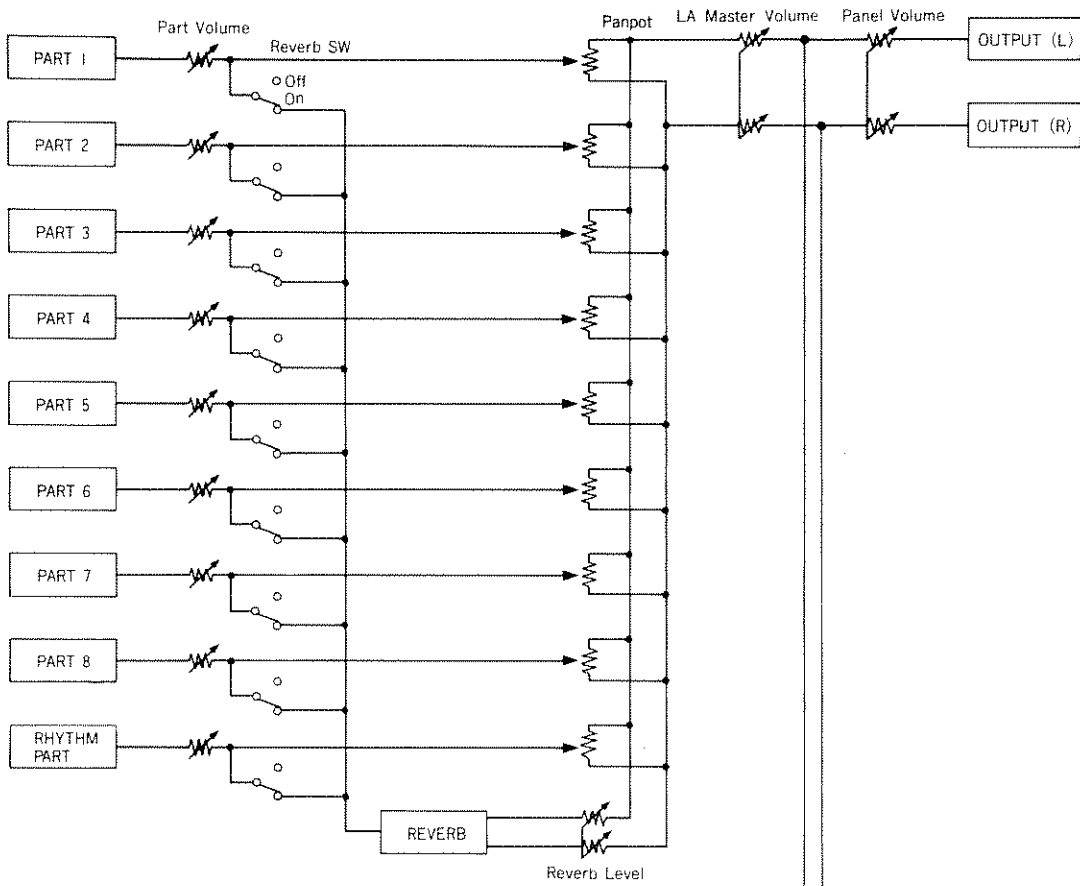 Part Volume
Reverb SW
Panpot
LA Master Volume
Panel Volume
PART 1
OUTPUT (L)
Off
On
OUTPUT (R)
PART 2
PART 3
PART 4
PART 5
PART 6
PART 7
PART 8
RHYTHM
PART
REVERB
Reverb Level